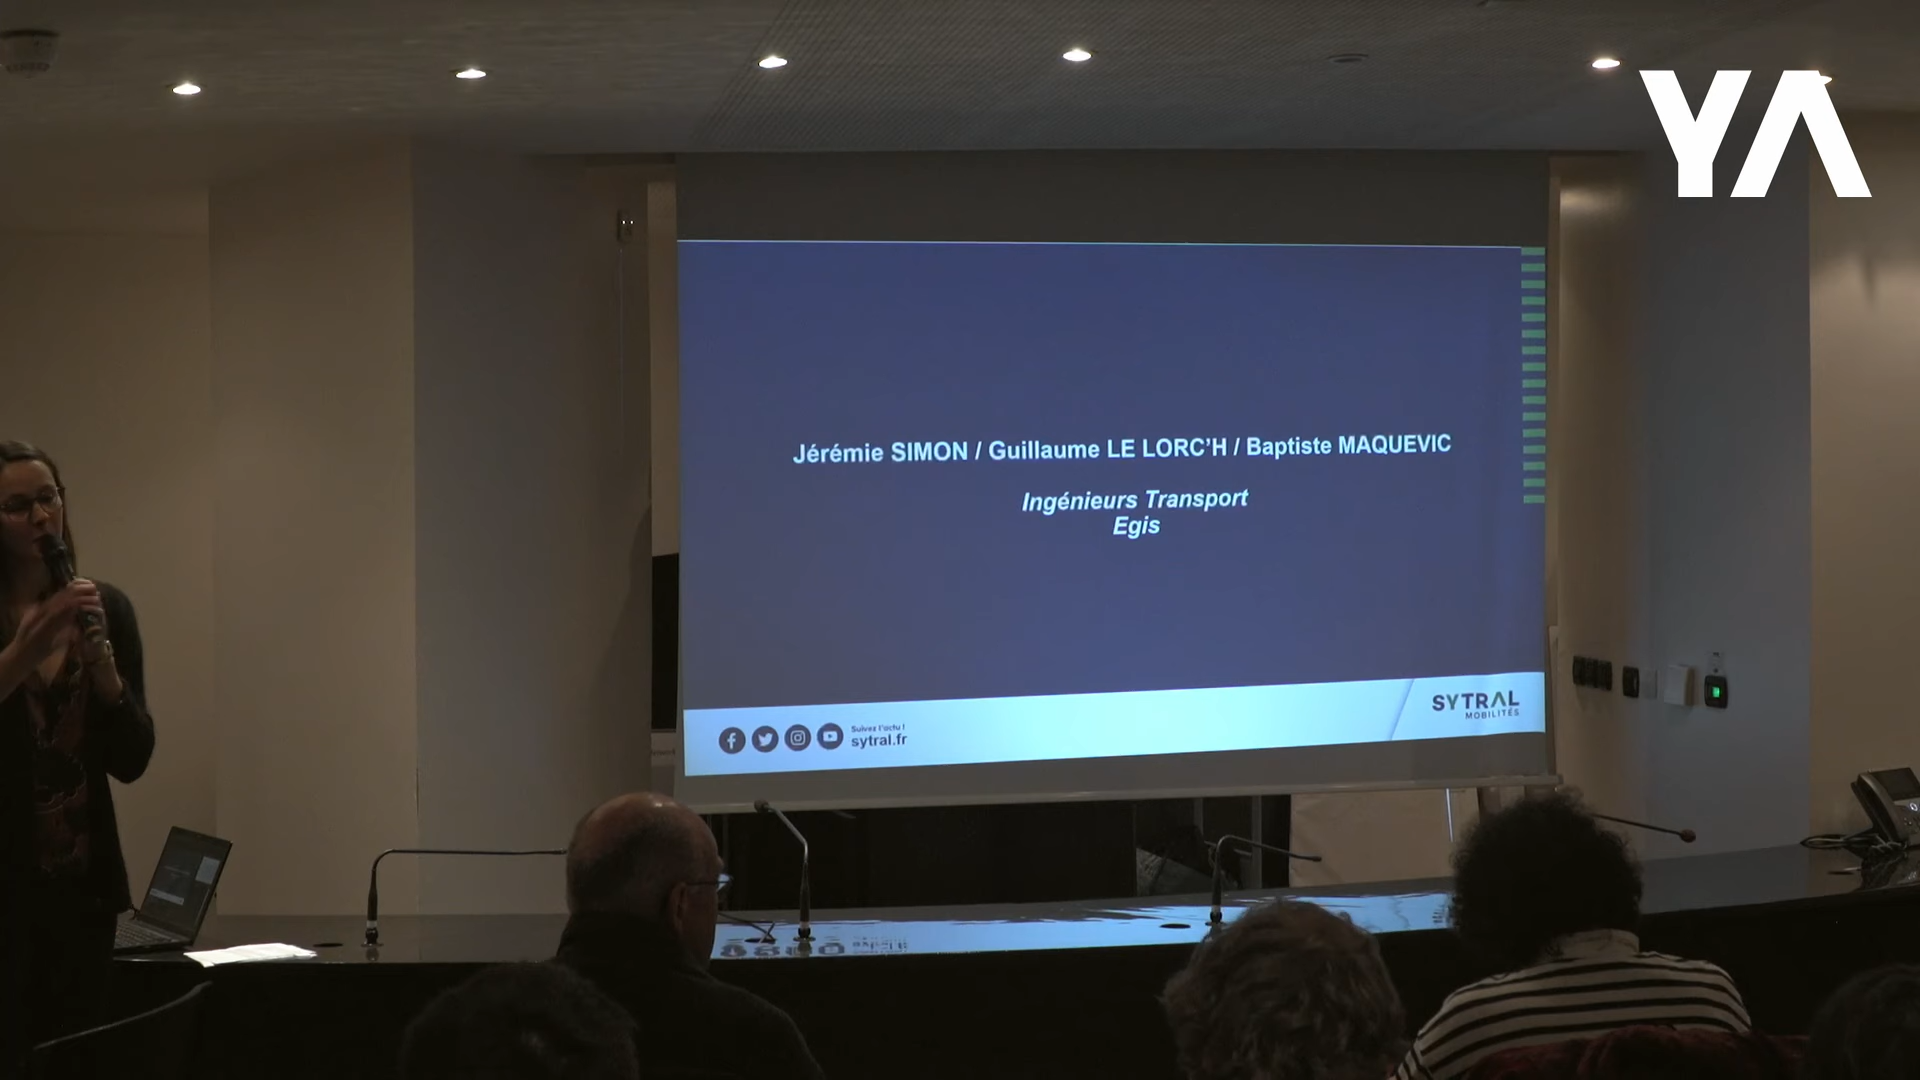 YA
Jérémie SIMON / Guillaume LE LORC'H / Baptiste MAQUEVIC
Ingénieurs Transport
Egis
Suivez l'actu !
sytral.fr
SYTRAL
MOBILITÉS